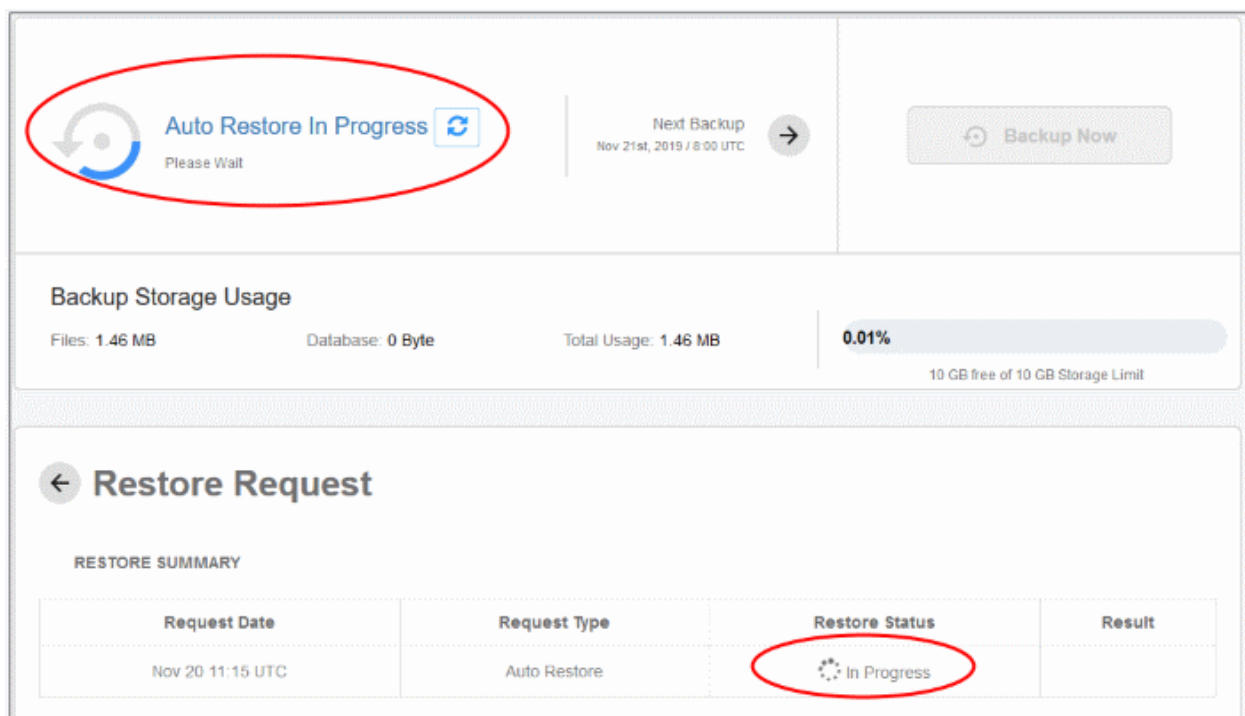 Auto Restore In Progress
Please Wait
Next Backup
Nov 21st, 2019 / 8:00 UTC
Backup Now
Backup Storage Usage
Files: 1.46 MB Database: 0 Byte Total Usage: 1.46 MB
0.01%
10 GB free of 10 GB Storage Limit
Restore Request
RESTORE SUMMARY
Request Date Request Type Restore Status Result
Nov 20 11:15 UTC Auto Restore In Progress